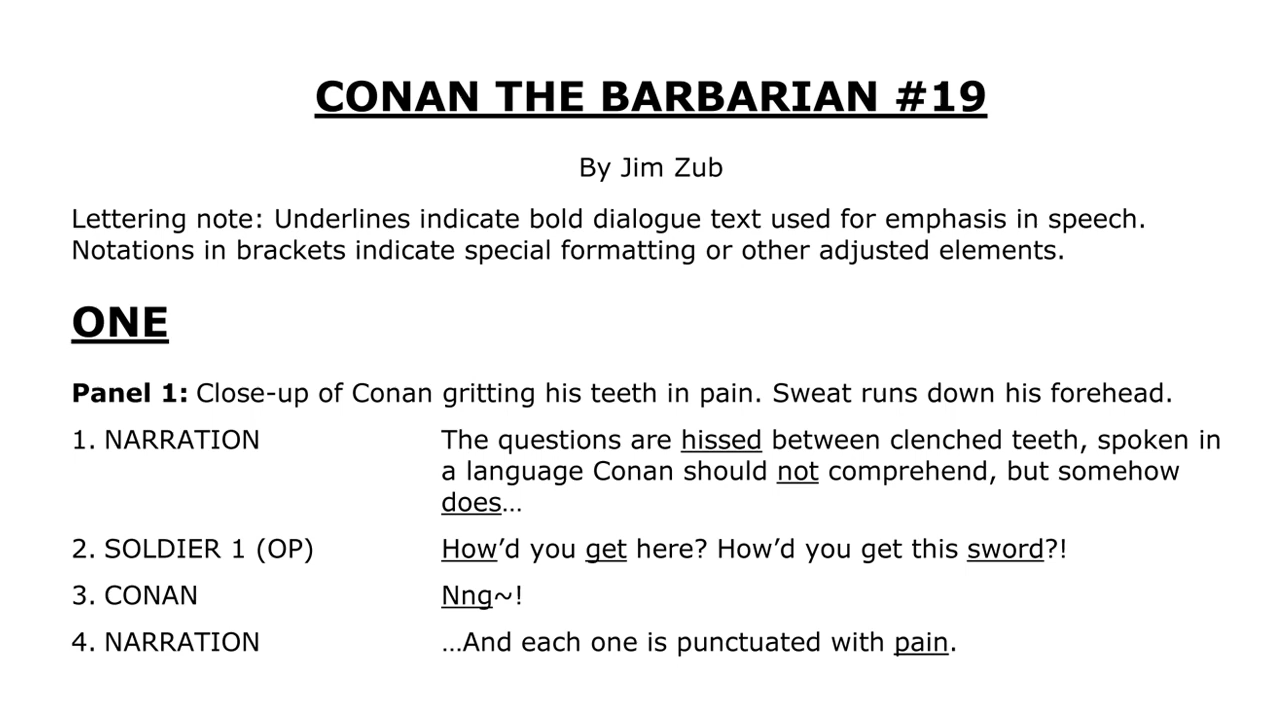 CONAN THE BARBARIAN #19
By Jim Zub
Lettering note: Underlines indicate bold dialogue text used for emphasis in speech.
Notations in brackets indicate special formatting or other adjusted elements.
ONE
Panel 1: Close-up of Conan gritting his teeth in pain. Sweat runs down his forehead.
1. NARRATION The questions are hissed between clenched teeth, spoken in
a language Conan should not comprehend, but somehow
does…
2. SOLDIER 1 (OP) How’d you get here? How’d you get this sword?!
3. CONAN Nng~!
4. NARRATION …And each one is punctuated with pain.